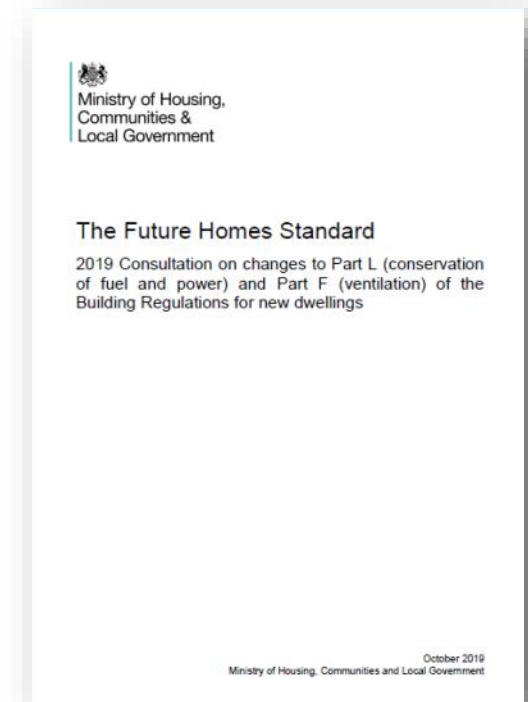 Ministry of Housing,
Communities &
Local Government
The Future Homes Standard
2019 Consultation on changes to Part L (conservation
of fuel and power) and Part F (ventilation) of the
Building Regulations for new dwellings
October 2019
Ministry of Housing, Communities and Local Government